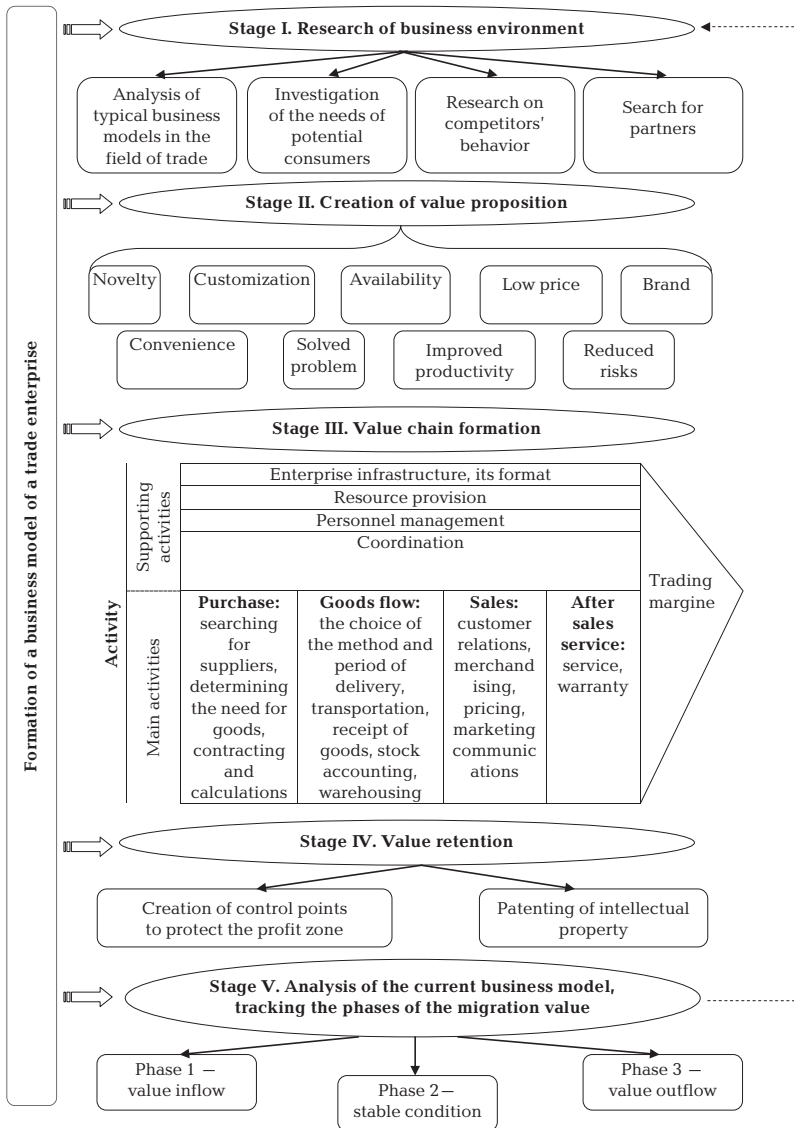 Formation of a business model of a trade enterprise
Stage I. Research of business environment
Analysis of
typical business
models in the
field of trade
Investigation
of the needs of
potential
consumers
Research on
competitors’
behavior
Search for
partners
Stage II. Creation of value proposition
Novelty
Customization
Availability
Low price
Brand
Convenience
Solved
problem
Improved
productivity
Reduced
risks
Stage III. Value chain formation
Activity
Supporting
activities
Enterprise infrastructure, its format
Resource provision
Personnel management
Coordination
Main activities
Purchase:
searching
for
suppliers,
determining
the need for
goods,
contracting
and
calculations
Goods flow:
the choice of
the method and
period of
delivery,
transportation,
receipt of
goods, stock
accounting,
warehousing
Sales:
customer
relations,
merchand
ising,
pricing,
marketing
communic
ations
After
sales
service:
service,
warranty
Trading
margine
Stage IV. Value retention
Creation of control points
to protect the profit zone
Patenting of intellectual
property
Stage V. Analysis of the current business model,
tracking the phases of the migration value
Phase 1 —
value inflow
Phase 2—
stable condition
Phase 3 —
value outflow